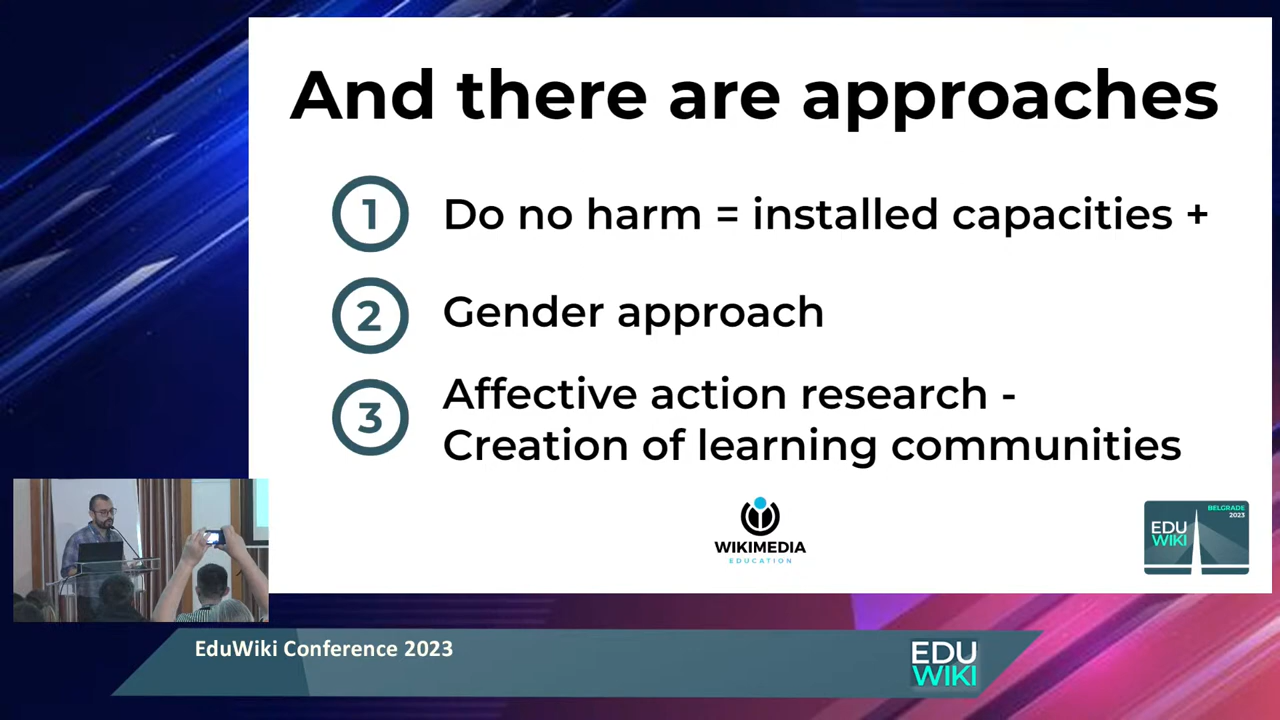 And there are approaches
1 Do no harm = installed capacities +
2 Gender approach
3 Affective action research -
Creation of learning communities
WIKIMEDIA
EDUCATION
BELGRADE
2023
EDU
WIKI
EduWiki Conference 2023
EDU
WIKI